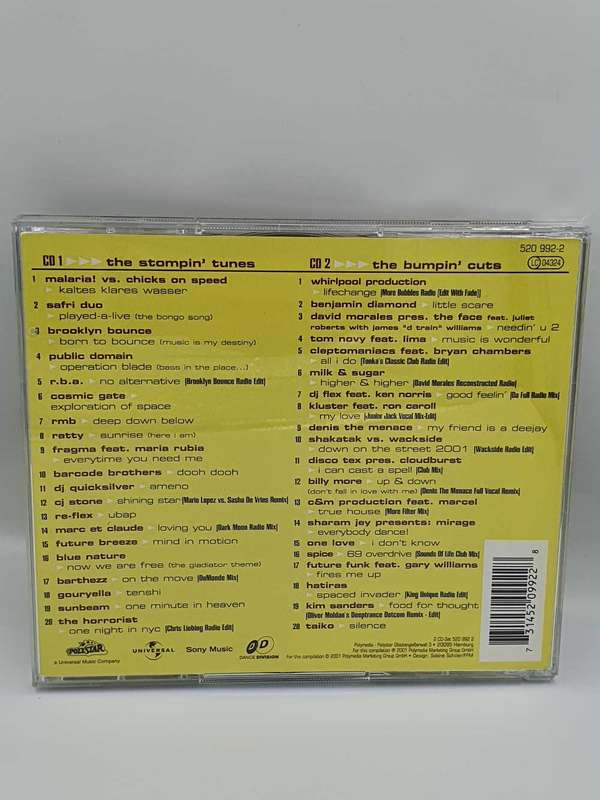 520 992-2
CD 1 the stompin' tunes
1 malaria! vs. chicks on speed
kaltes klares wasser
2 safri duo
played-a-live (the bongo song)
3 brooklyn bounce
born to bounce (music is my destiny)
4 public domain
operation blade (bass in the place...)
5 r.b.a. no alternative [Brooklyn Bounce Radio Edit]
6 cosmic gate
exploration of space
7 rmb deep down below
8 ratty sunrise (here i am)
9 fragma feat. maria rubia
everytime you need me
10 barcode brothers dooh dooh
11 dj quicksilver ameno
12 cj stone shining star [Mario Lopez vs. Sasha De Vries Remix]
13 re-flex ubap
14 marc et claude loving you [Dark Moon Radio Mix]
15 future breeze mind in motion
16 blue nature
now we are free (the gladiator theme)
17 barthezz on the move [DuMonde Mix]
18 gouryella tenshi
19 sunbeam one minute in heaven
20 the horrorist
one night in nyc [Chris Liebing Radio Edit]
CD 2 the bumpin' cuts
LC 04324
1 whirlpool production
lifechange [More Bobbles Radio [Edit With Fade]]
2 benjamin diamond little scare
3 david morales pres. the face feat. juliet
roberts with james "d train" williams needin' u 2
4 tom novy feat. lima music is wonderful
5 cleptomaniacs feat. bryan chambers
all i do [Tonka's Classic Club Radio Edit]
6 milk & sugar
higher & higher [David Morales Reconstructed Radio]
7 dj flex feat. ken norris good feelin' [Da Full Radio Mix]
8 kluster feat. ron caroll
my love [Junior Jack Vocal Mix-Edit]
9 denis the menace my friend is a deejay
10 shakatak vs. wackside
down on the street 2001 [Wackside Radio Edit]
11 disco tex pres. cloudburst
i can cast a spell [Club Mix]
12 billy more up & down
(don't fall in love with me) [Denis The Menace Full Vocal Remix]
13 c&m production feat. marcel
true house [More Filter Mix]
14 sharam jey presents: mirage
everybody dance!
15 one love i don't know
16 spice 69 overdrive [Sounds Of Life Club Mix]
17 future funk feat. gary williams
fires me up
18 hatiras
spaced invader [King Unique Radio Edit]
19 kim sanders food for thought
[Oliver Moldan's Deeptrance Dotcom Remix - Edit]
20 taiko silence
7 31452 09922 8
POLYSTAR
a Universal Music Company
UNIVERSAL
Sony Music
DANCE DIVISION
2 CD-Set 520 992 2
For this compilation ℗ 2001 Polymedia Marketing Group GmbH